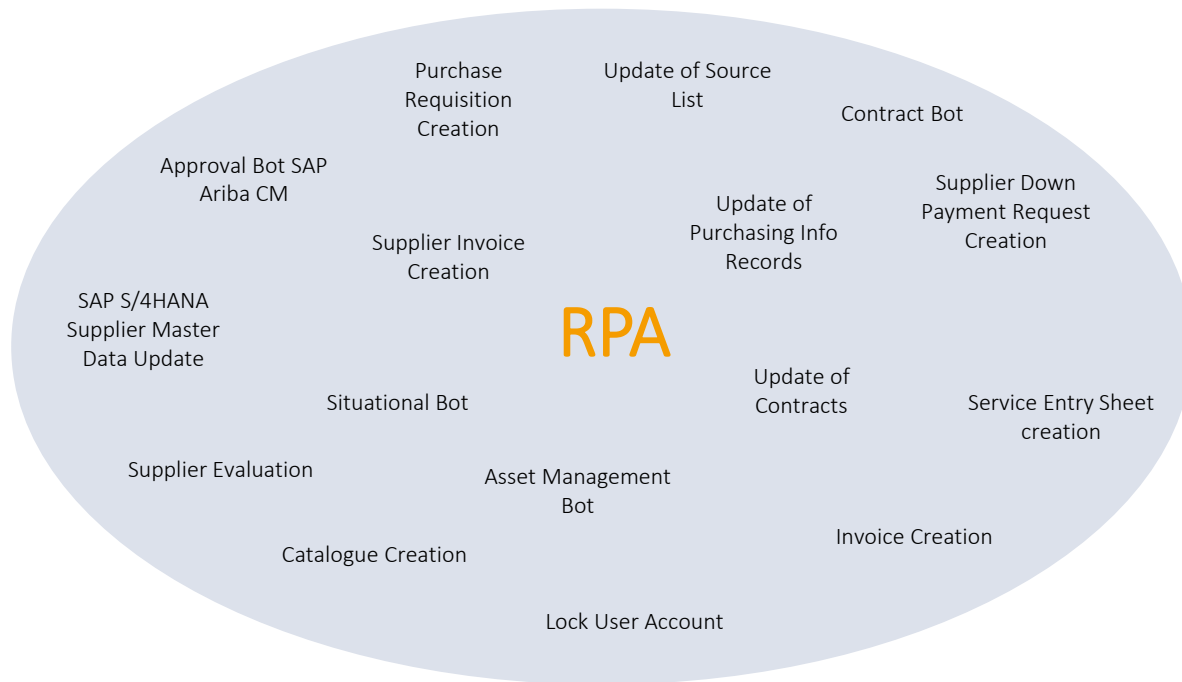 Purchase
Requisition
Creation
Update of Source
List
Contract Bot
Approval Bot SAP
Ariba CM
Supplier Down
Payment Request
Creation
Update of
Purchasing Info
Records
Supplier Invoice
Creation
SAP S/4HANA
Supplier Master
Data Update
RPA
Update of
Contracts
Situational Bot
Service Entry Sheet
creation
Supplier Evaluation
Asset Management
Bot
Invoice Creation
Catalogue Creation
Lock User Account